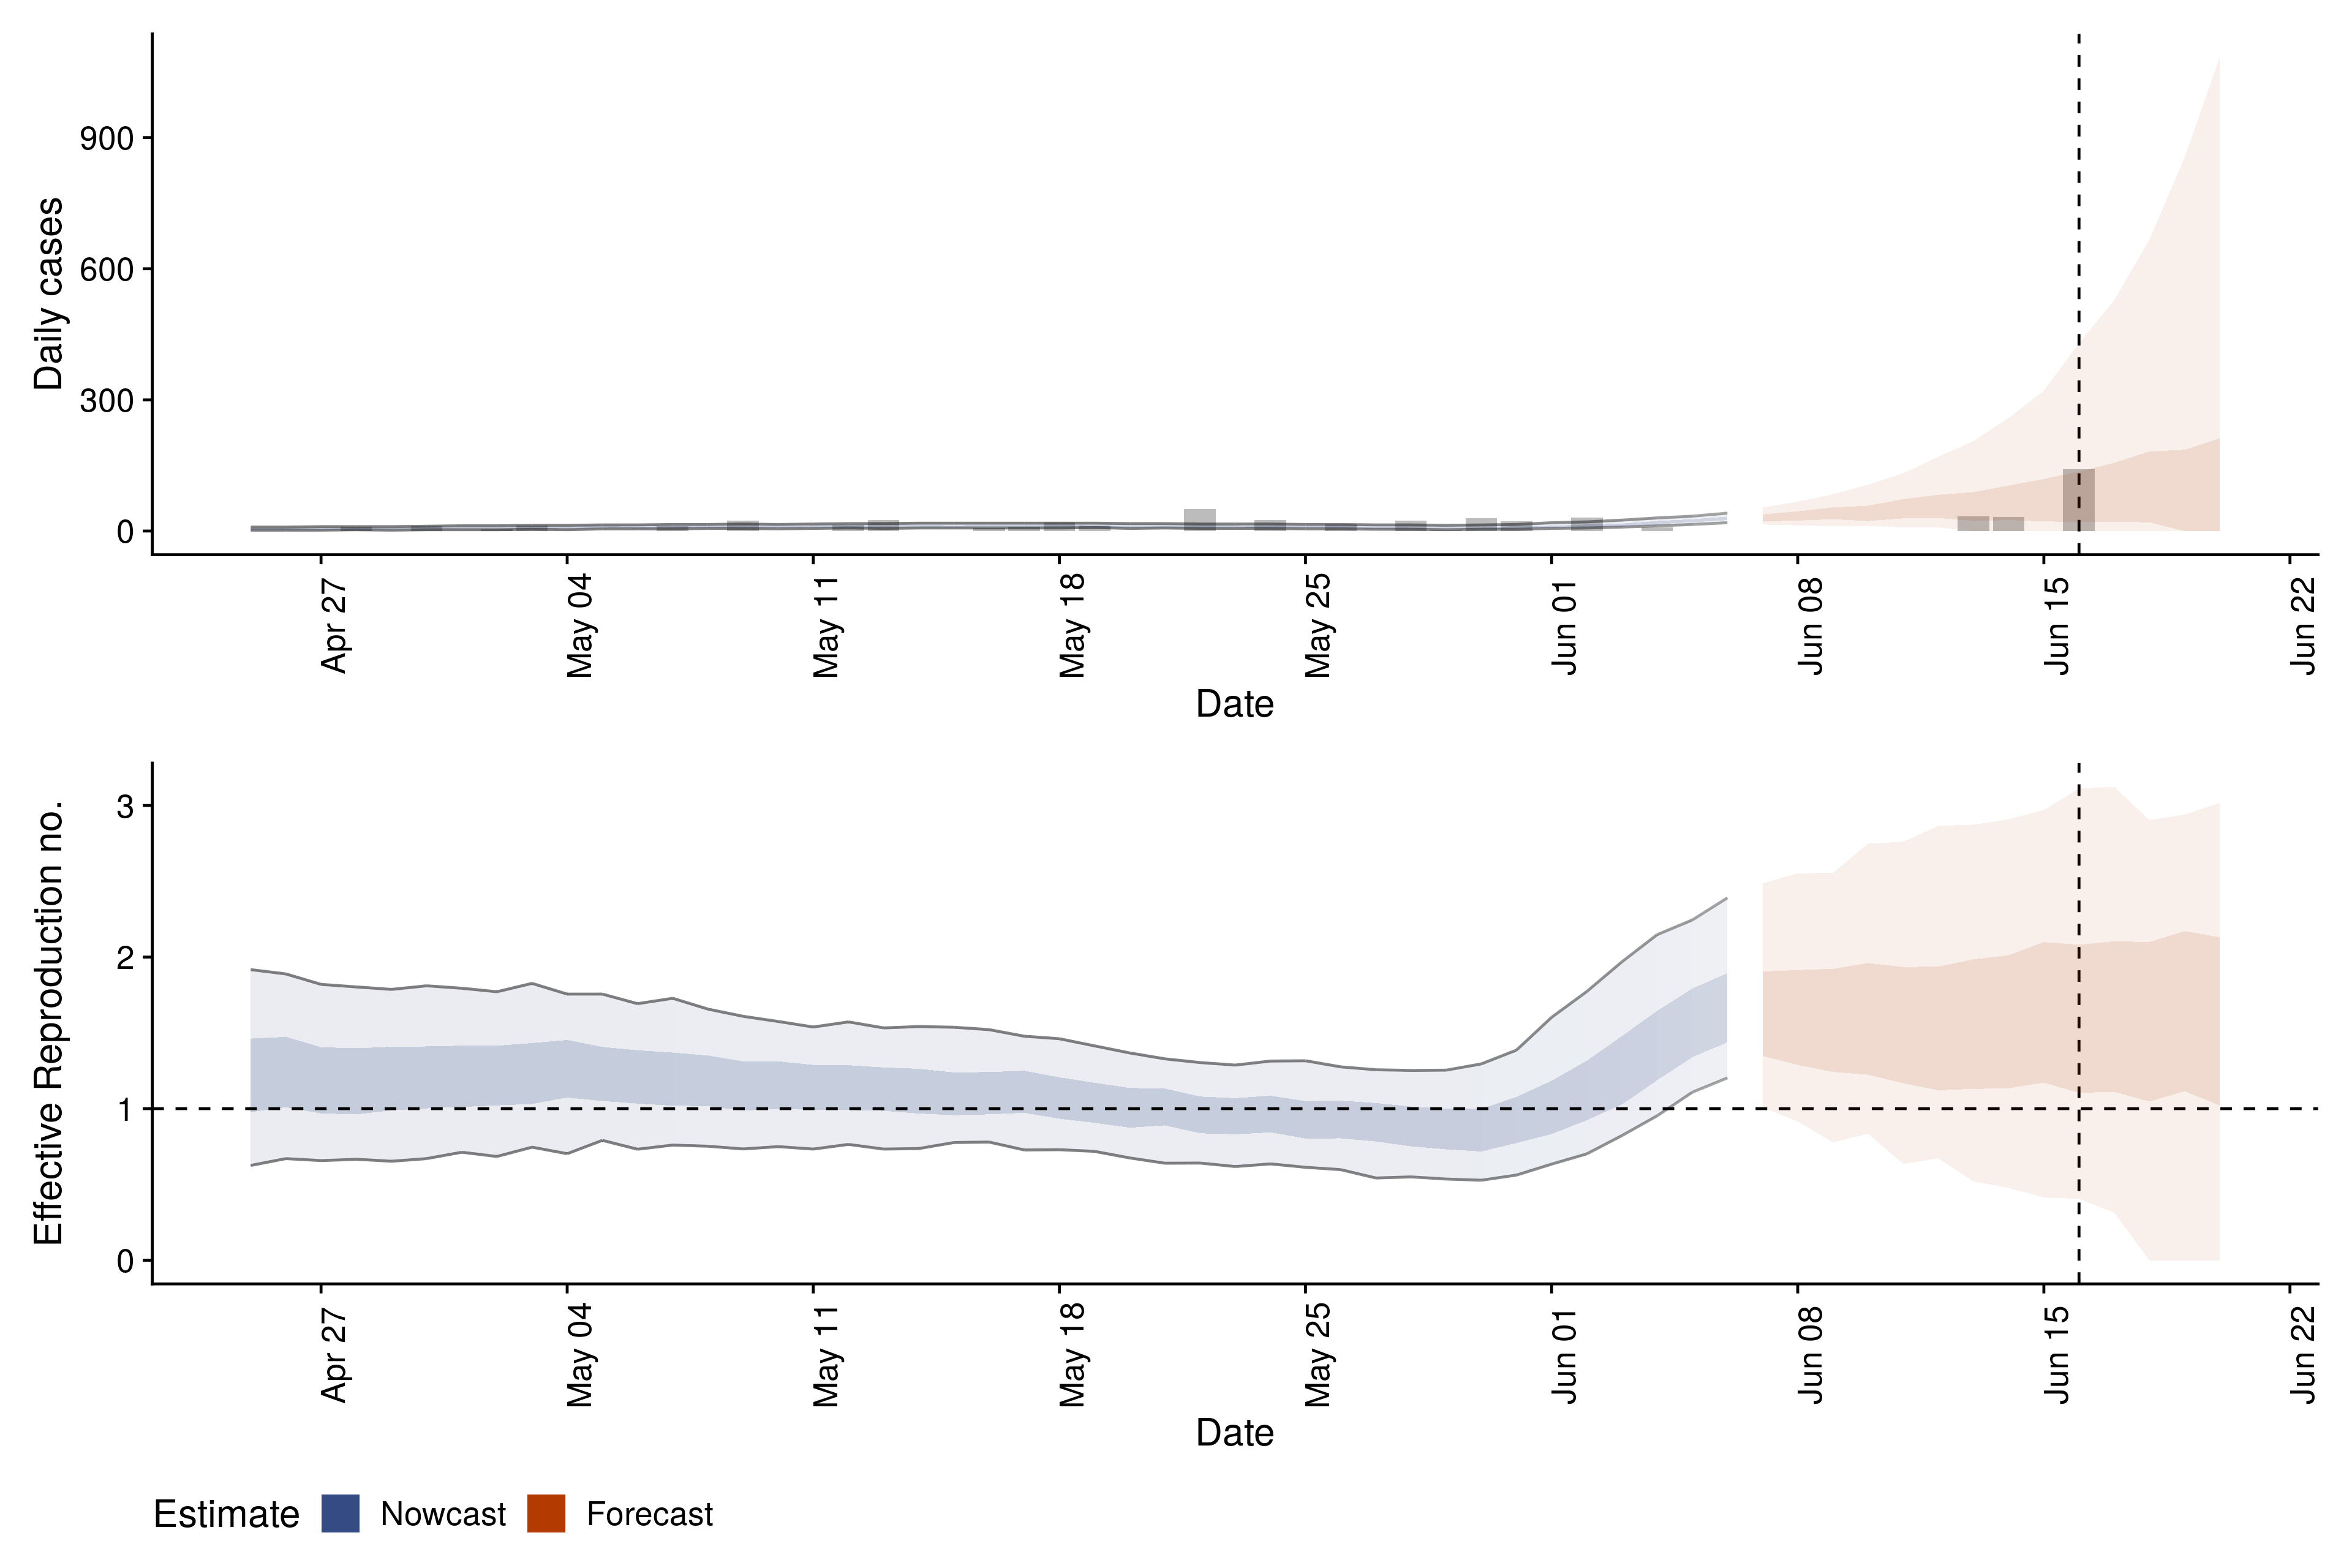 Daily cases
900
600
300
0
Apr 27
May 04
May 11
May 18
May 25
Jun 01
Jun 08
Jun 15
Jun 22
Date
Effective Reproduction no.
3
2
1
0
Apr 27
May 04
May 11
May 18
May 25
Jun 01
Jun 08
Jun 15
Jun 22
Date
Estimate Nowcast Forecast